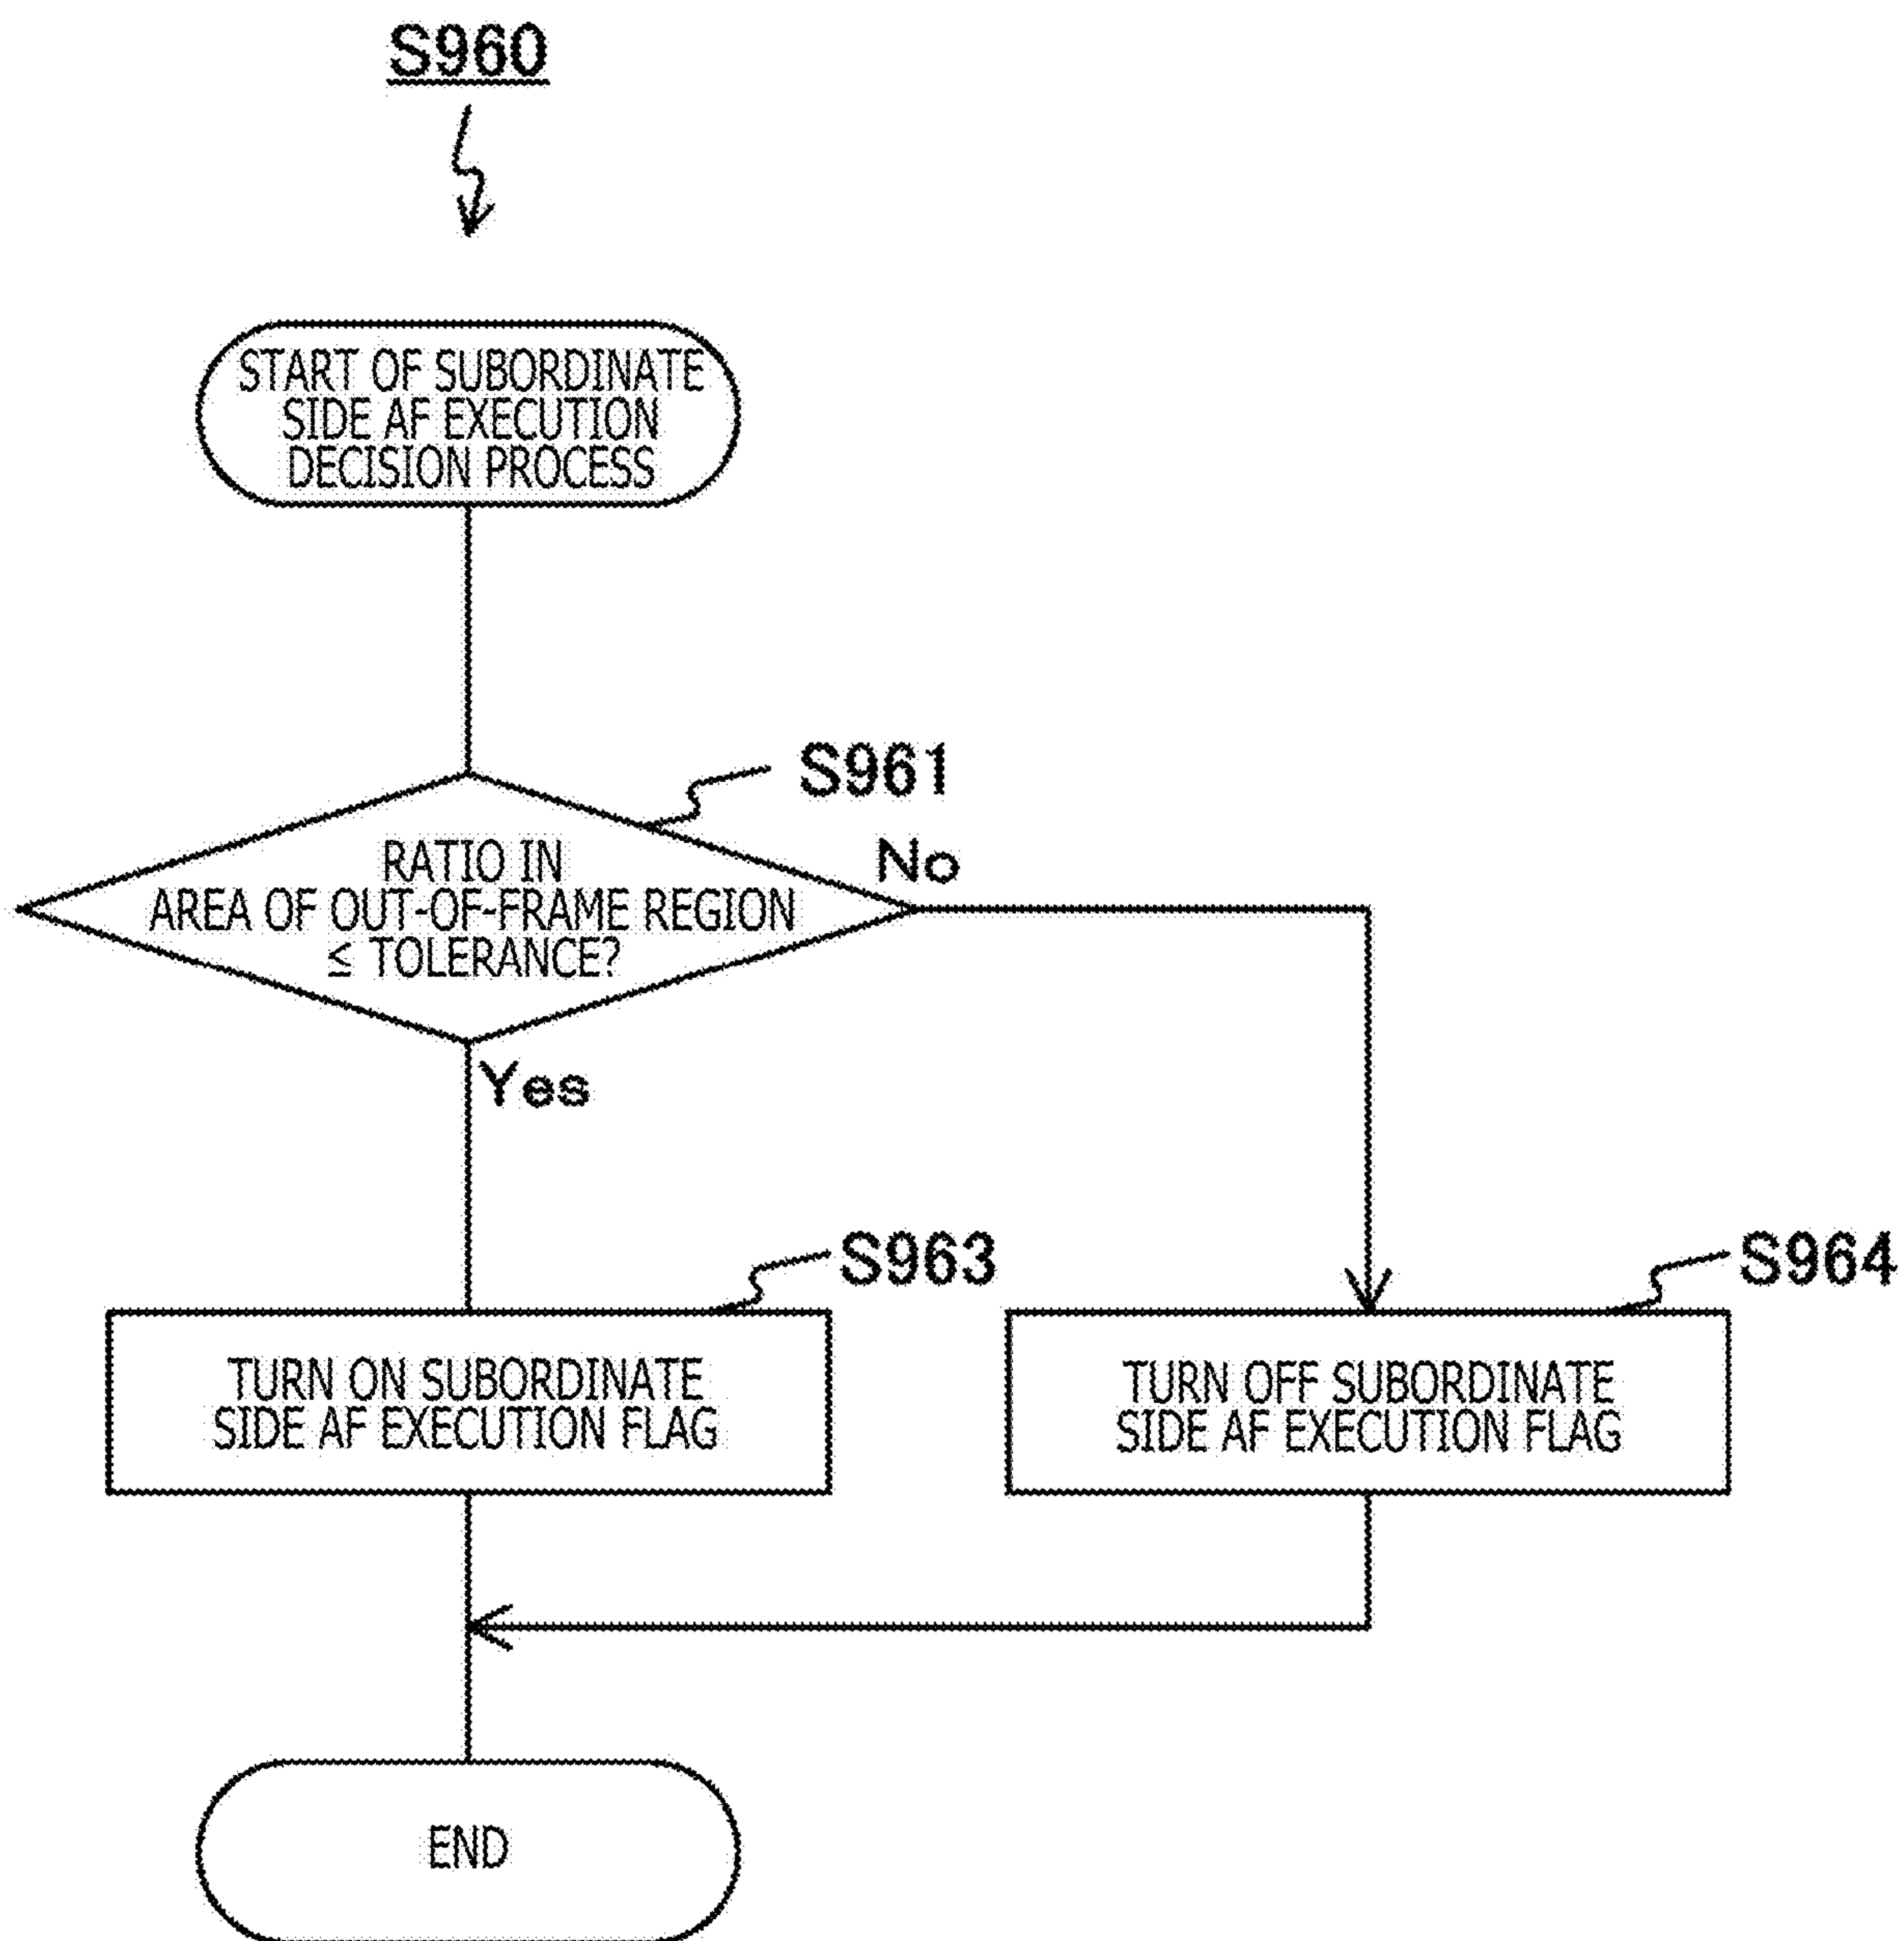 S960
START OF SUBORDINATE
SIDE AF EXECUTION
DECISION PROCESS
S961
RATIO IN
AREA OF OUT-OF-FRAME REGION
≤ TOLERANCE?
No
Yes
S963
TURN ON SUBORDINATE
SIDE AF EXECUTION FLAG
S964
TURN OFF SUBORDINATE
SIDE AF EXECUTION FLAG
END